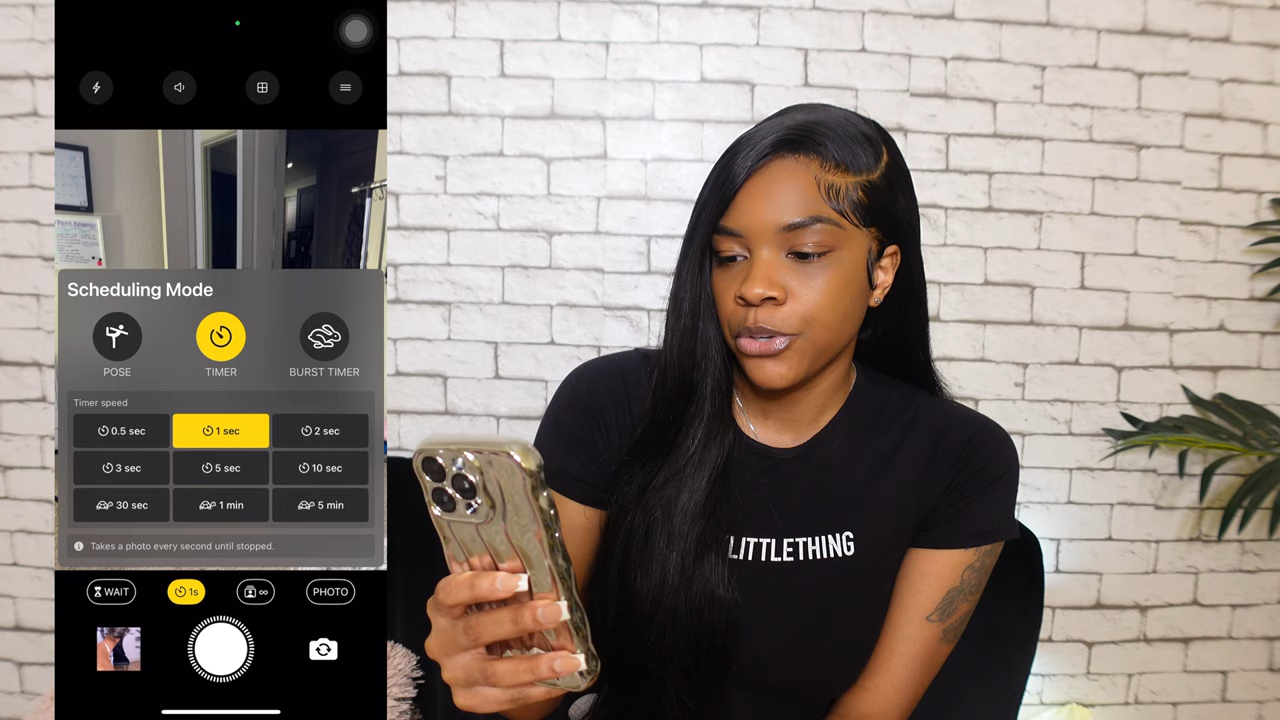 Scheduling Mode
POSE
TIMER
BURST TIMER
Timer speed
0.5 sec
1 sec
2 sec
3 sec
5 sec
10 sec
30 sec
1 min
5 min
Takes a photo every second until stopped.
WAIT
1s
∞
PHOTO
LITTLETHING